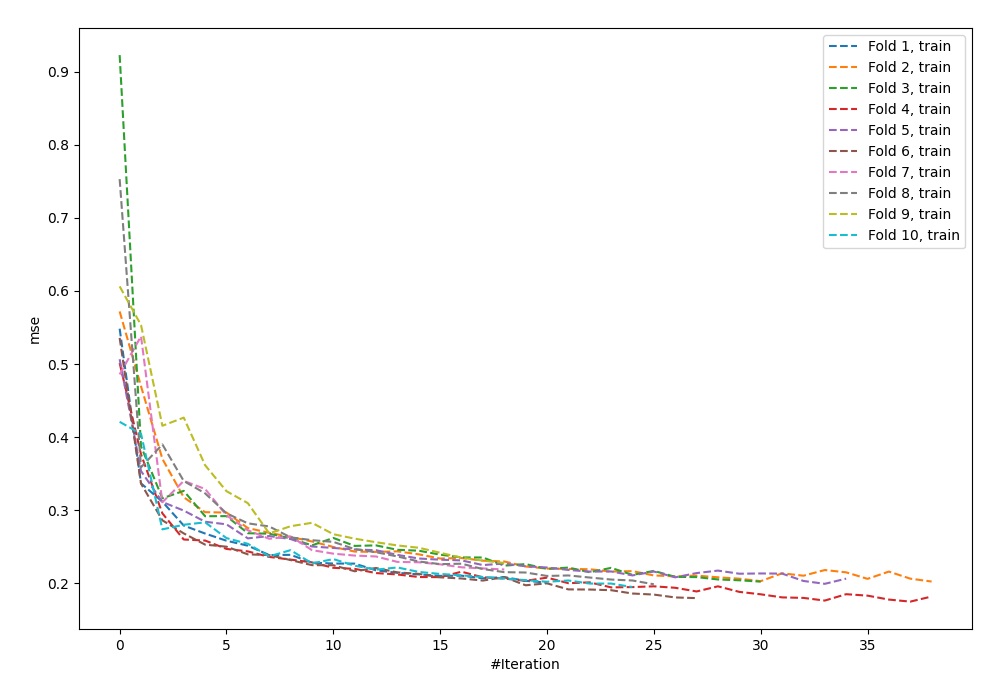 mse
0.9
0.8
0.7
0.6
0.5
0.4
0.3
0.2
0 5 10 15 20 25 30 35
#Iteration
Fold 1, train
Fold 2, train
Fold 3, train
Fold 4, train
Fold 5, train
Fold 6, train
Fold 7, train
Fold 8, train
Fold 9, train
Fold 10, train